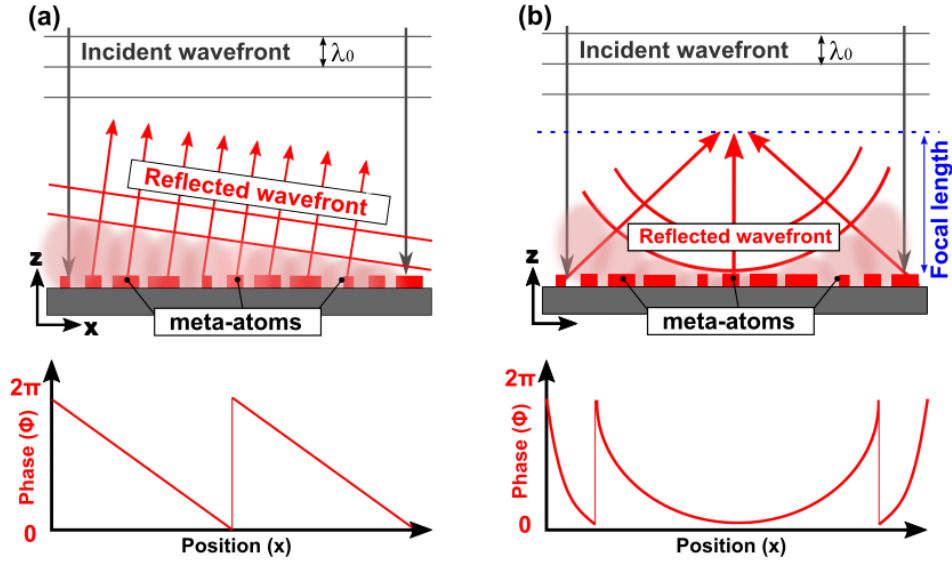 (a)
Incident wavefront
λ0
Reflected wavefront
z
x
meta-atoms
2π
Phase (Φ)
0
Position (x)
(b)
Incident wavefront
λ0
Focal length
Reflected wavefront
z
meta-atoms
2π
Phase (Φ)
0
Position (x)